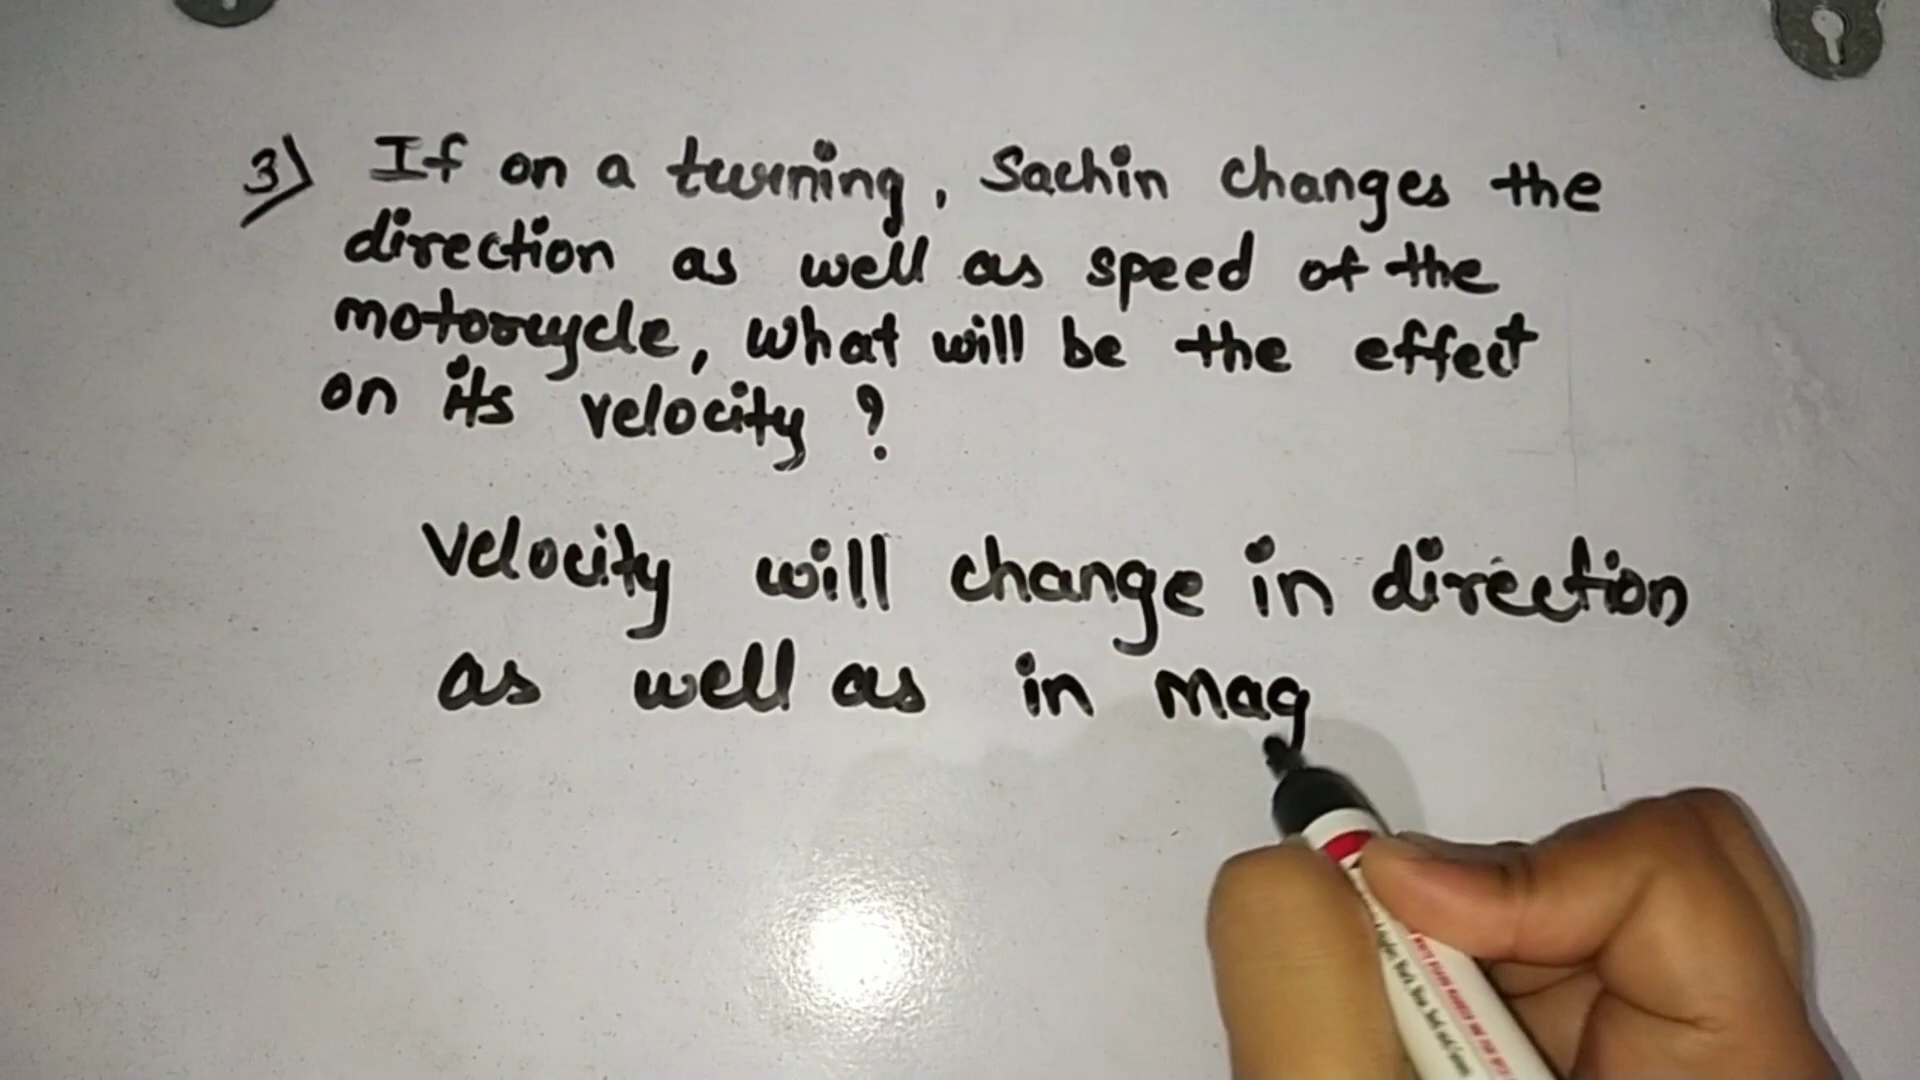 3) If on a turning, Sachin changes the
direction as well as speed of the
motorcycle, what will be the effect
on its velocity ?
Velocity will change in direction
as well as in mag